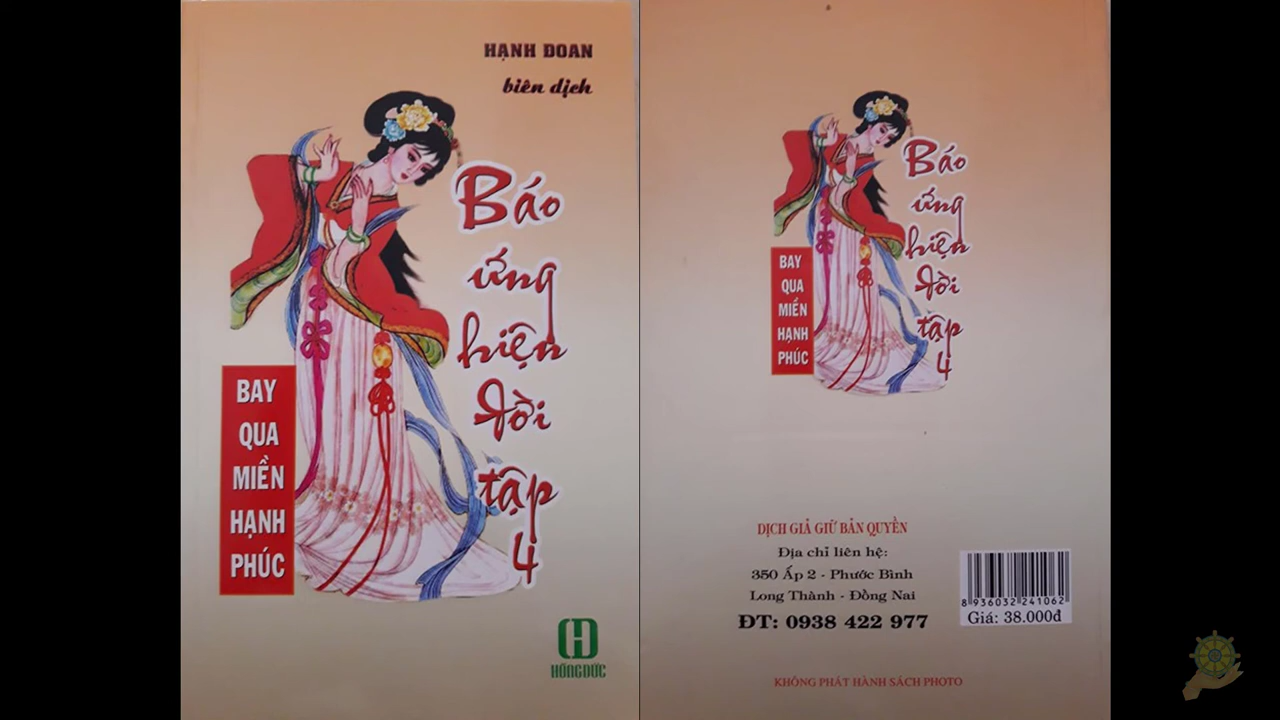 HẠNH ĐOAN
biên dịch
Báo
ứng
hiện
đời
tập
4
BAY
QUA
MIỀN
HẠNH
PHÚC
HỒNG ĐỨC
Báo
ứng
hiện
đời
tập
4
BAY
QUA
MIỀN
HẠNH
PHÚC
DỊCH GIẢ GIỮ BẢN QUYỀN
Địa chỉ liên hệ:
350 Ấp 2 - Phước Bình
Long Thành - Đồng Nai
ĐT: 0938 422 977
8 936032 241062
Giá: 38.000đ
KHÔNG PHÁT HÀNH SÁCH PHOTO